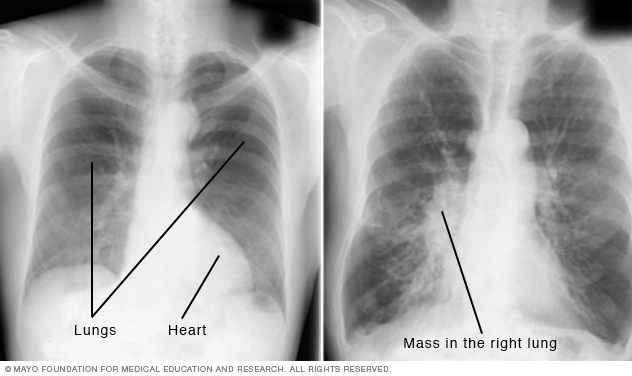 Lungs
Heart
Mass in the right lung
© MAYO FOUNDATION FOR MEDICAL EDUCATION AND RESEARCH. ALL RIGHTS RESERVED.